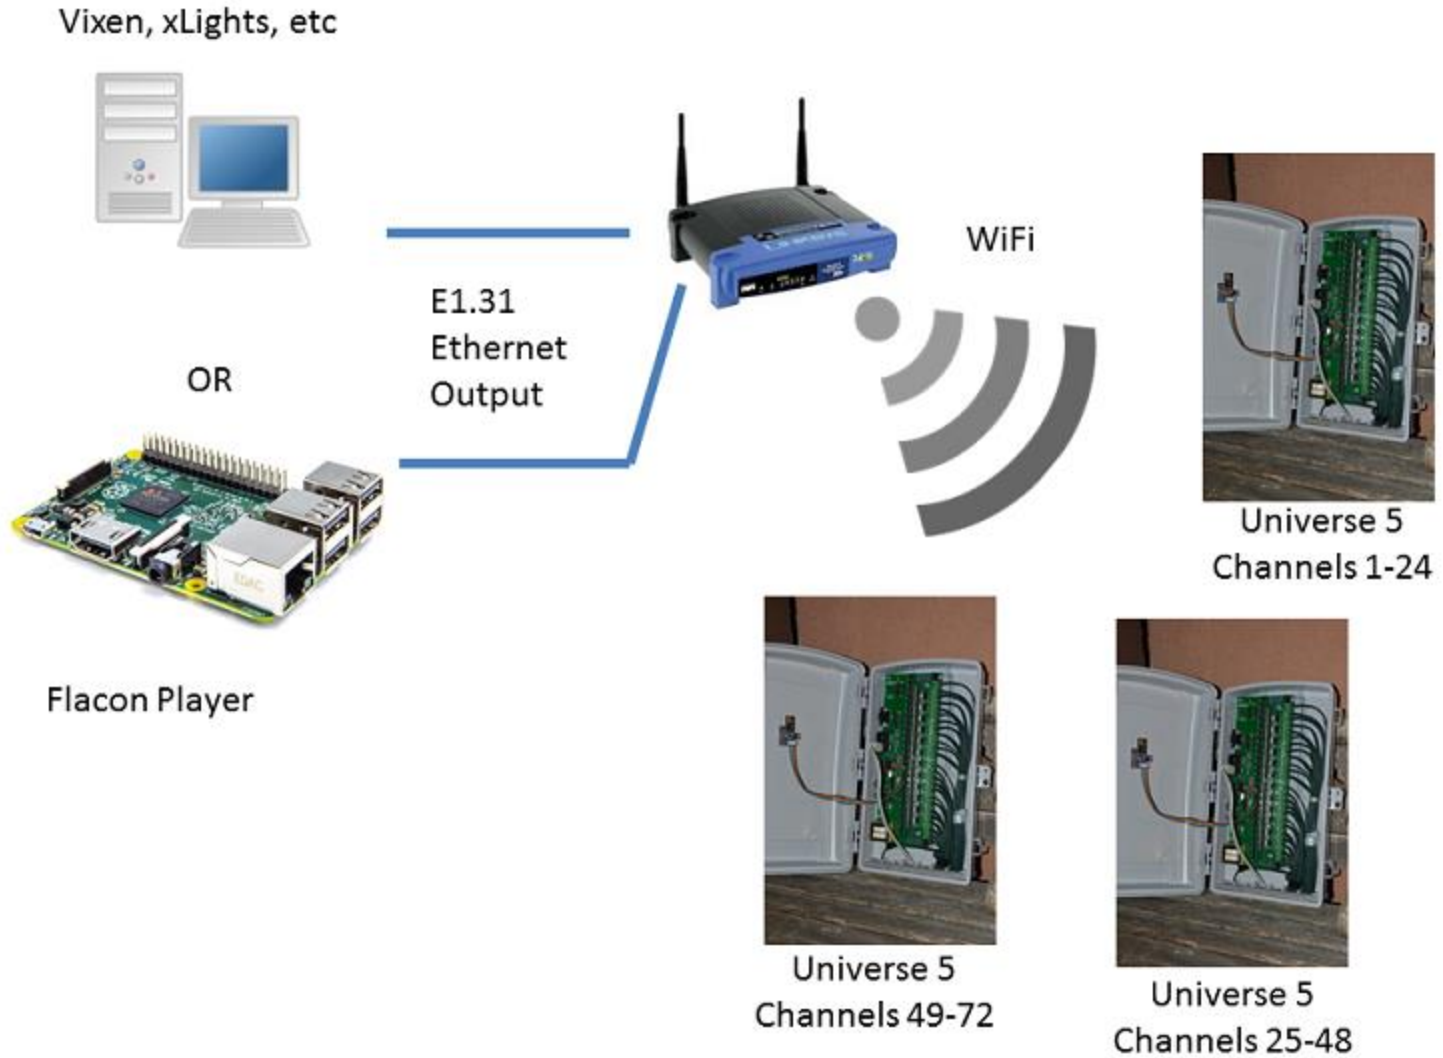 Vixen, xLights, etc
WiFi
E1.31
Ethernet
Output
OR
EDAC
Flacon Player
Universe 5
Channels 1-24
Universe 5
Channels 49-72
Universe 5
Channels 25-48